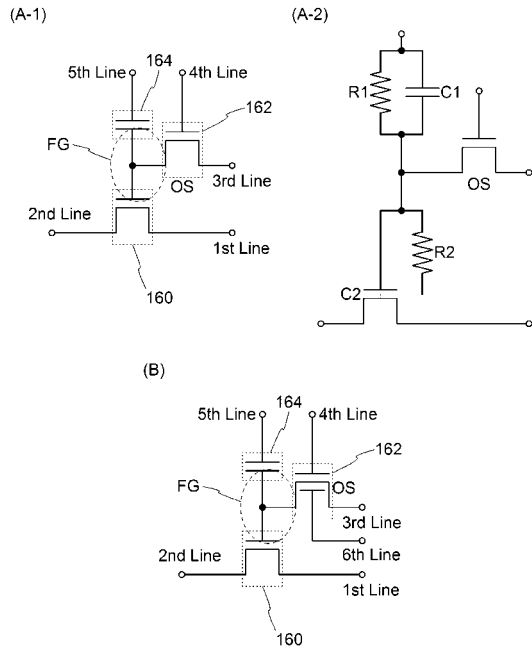 (A-1)
164
5th Line
4th Line
162
FG
3rd Line
OS
2nd Line
1st Line
160
(A-2)
R1
C1
OS
R2
C2
(B)
164
5th Line
4th Line
162
FG
OS
3rd Line
6th Line
2nd Line
1st Line
160